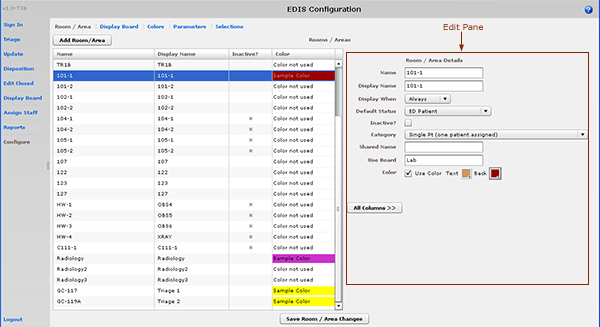 Edit Pane
v1.0-T26
EDIS Configuration
Sign In
Triage
Update
Disposition
Edit Closed
Display Board
Assign Staff
Reports
Configure
Logout
Room / Area Display Board Colors Parameters Selections
Add Room/Area Rooms / Areas
Name Display Name Inactive? Color
TR1B TR1B Color not used
101-1 101-1 Sample Color
101-2 101-2 Color not used
102-1 102-1 Color not used
102-2 102-2 Color not used
104-1 104-1 × Color not used
104-2 104-2 × Color not used
105-1 105-1 × Color not used
105-2 105-2 × Color not used
107 107 Color not used
122 122 Color not used
123 123 Color not used
127 127 Color not used
HW-1 OBS4 × Color not used
HW-2 OBS5 × Color not used
HW-3 OBS6 × Color not used
HW-4 XRAY × Color not used
C111-1 C111-1 × Color not used
Radiology Radiology Sample Color
Radiology2 Radiology2 Color not used
Radiology3 Radiology3 Color not used
GC-117 Triage 1 Sample Color
GC-119A Triage 2 Sample Color
Room / Area Details
Name 101-1
Display Name 101-1
Display When Always
Default Status ED Patient
Inactive?
Category Single Pt (one patient assigned)
Shared Name
Use Board Lab
Color Use Color Text Back
All Columns >>
Save Room / Area Changes